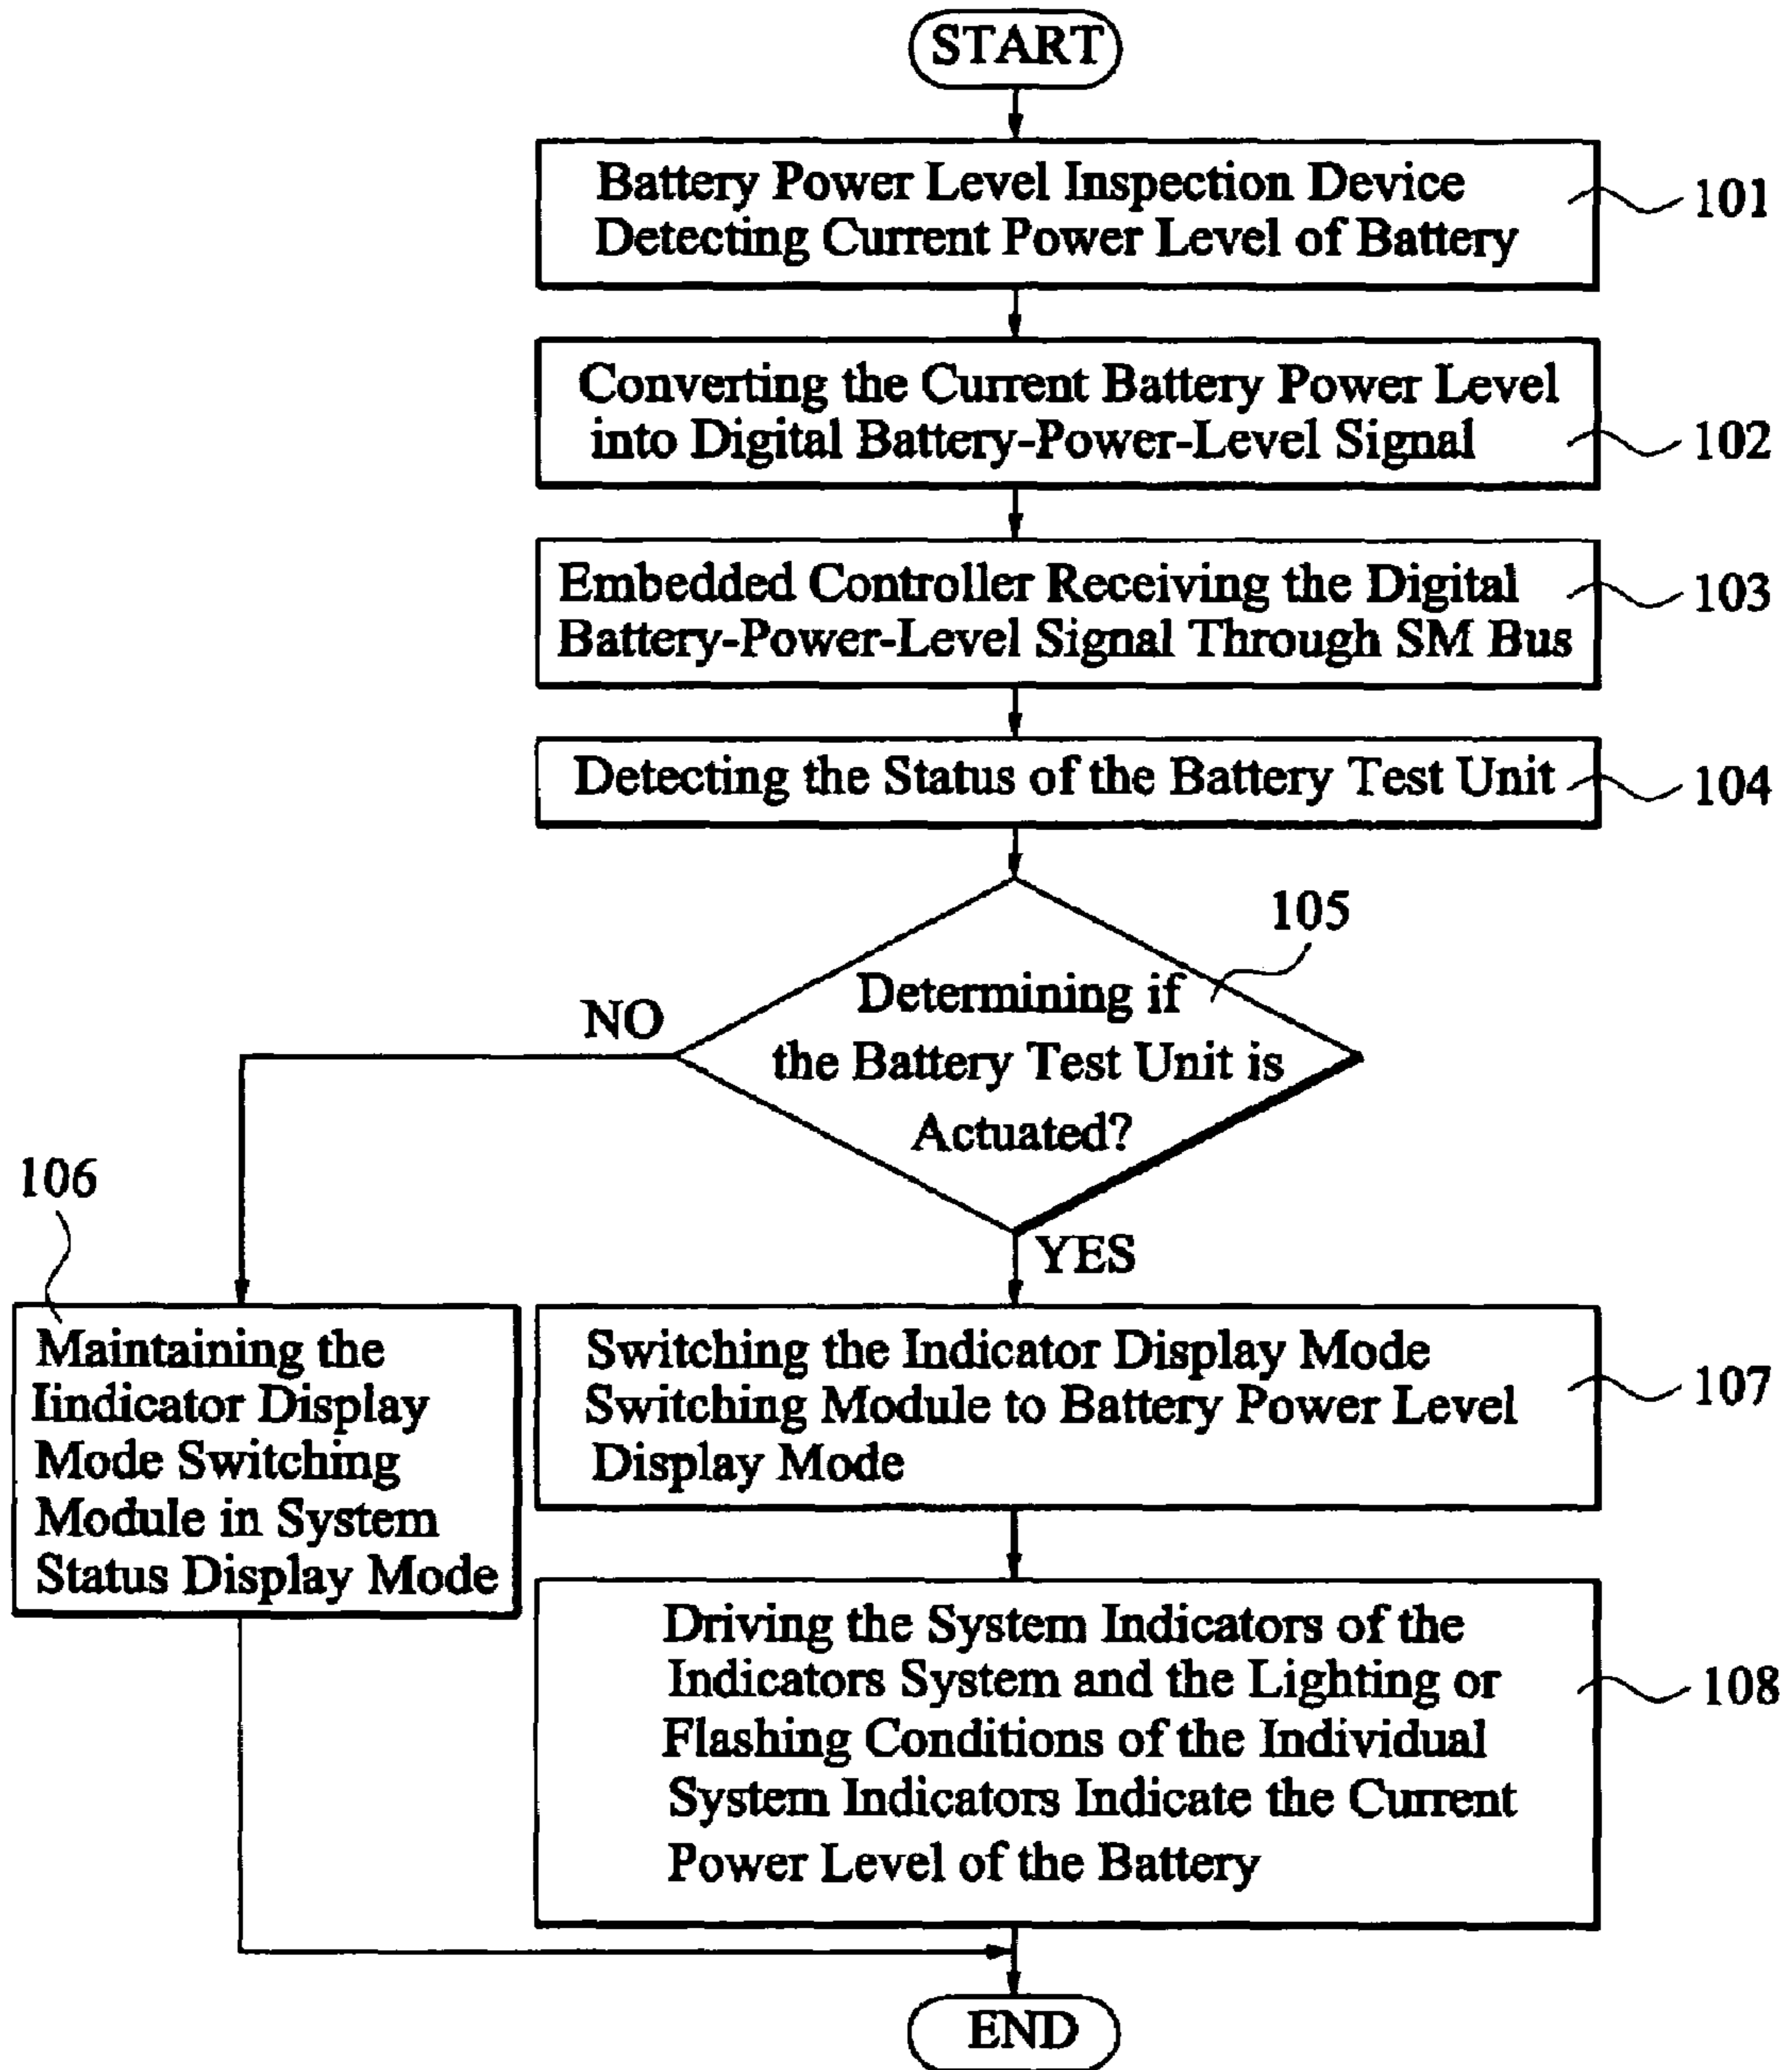 START
Battery Power Level Inspection Device
Detecting Current Power Level of Battery
101
Converting the Current Battery Power Level
into Digital Battery-Power-Level Signal
102
Embedded Controller Receiving the Digital
Battery-Power-Level Signal Through SM Bus
103
Detecting the Status of the Battery Test Unit
104
105
Determining if
the Battery Test Unit is
Actuated?
NO
YES
106
Maintaining the
Iindicator Display
Mode Switching
Module in System
Status Display Mode
Switching the Indicator Display Mode
Switching Module to Battery Power Level
Display Mode
107
Driving the System Indicators of the
Indicators System and the Lighting or
Flashing Conditions of the Individual
System Indicators Indicate the Current
Power Level of the Battery
108
END